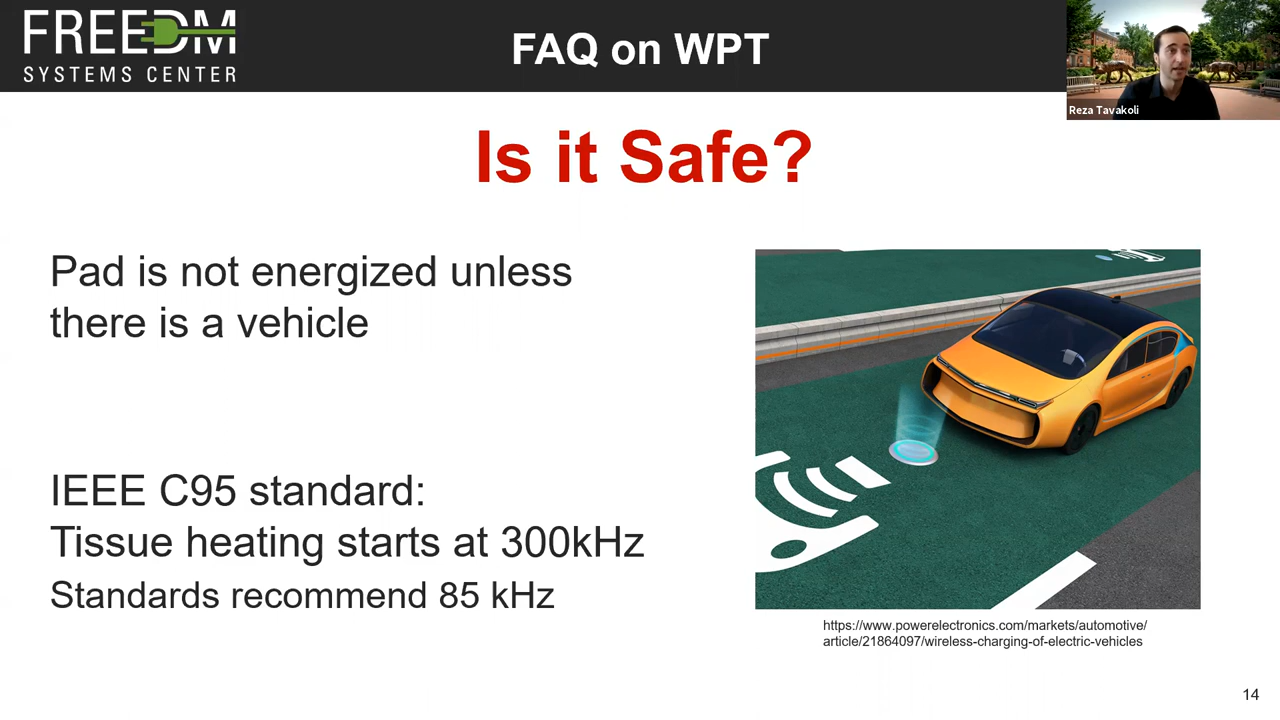 FREEDM
SYSTEMS CENTER
FAQ on WPT
Reza Tavakoli
Is it Safe?
Pad is not energized unless
there is a vehicle
IEEE C95 standard:
Tissue heating starts at 300kHz
Standards recommend 85 kHz
https://www.powerelectronics.com/markets/automotive/
article/21864097/wireless-charging-of-electric-vehicles
14